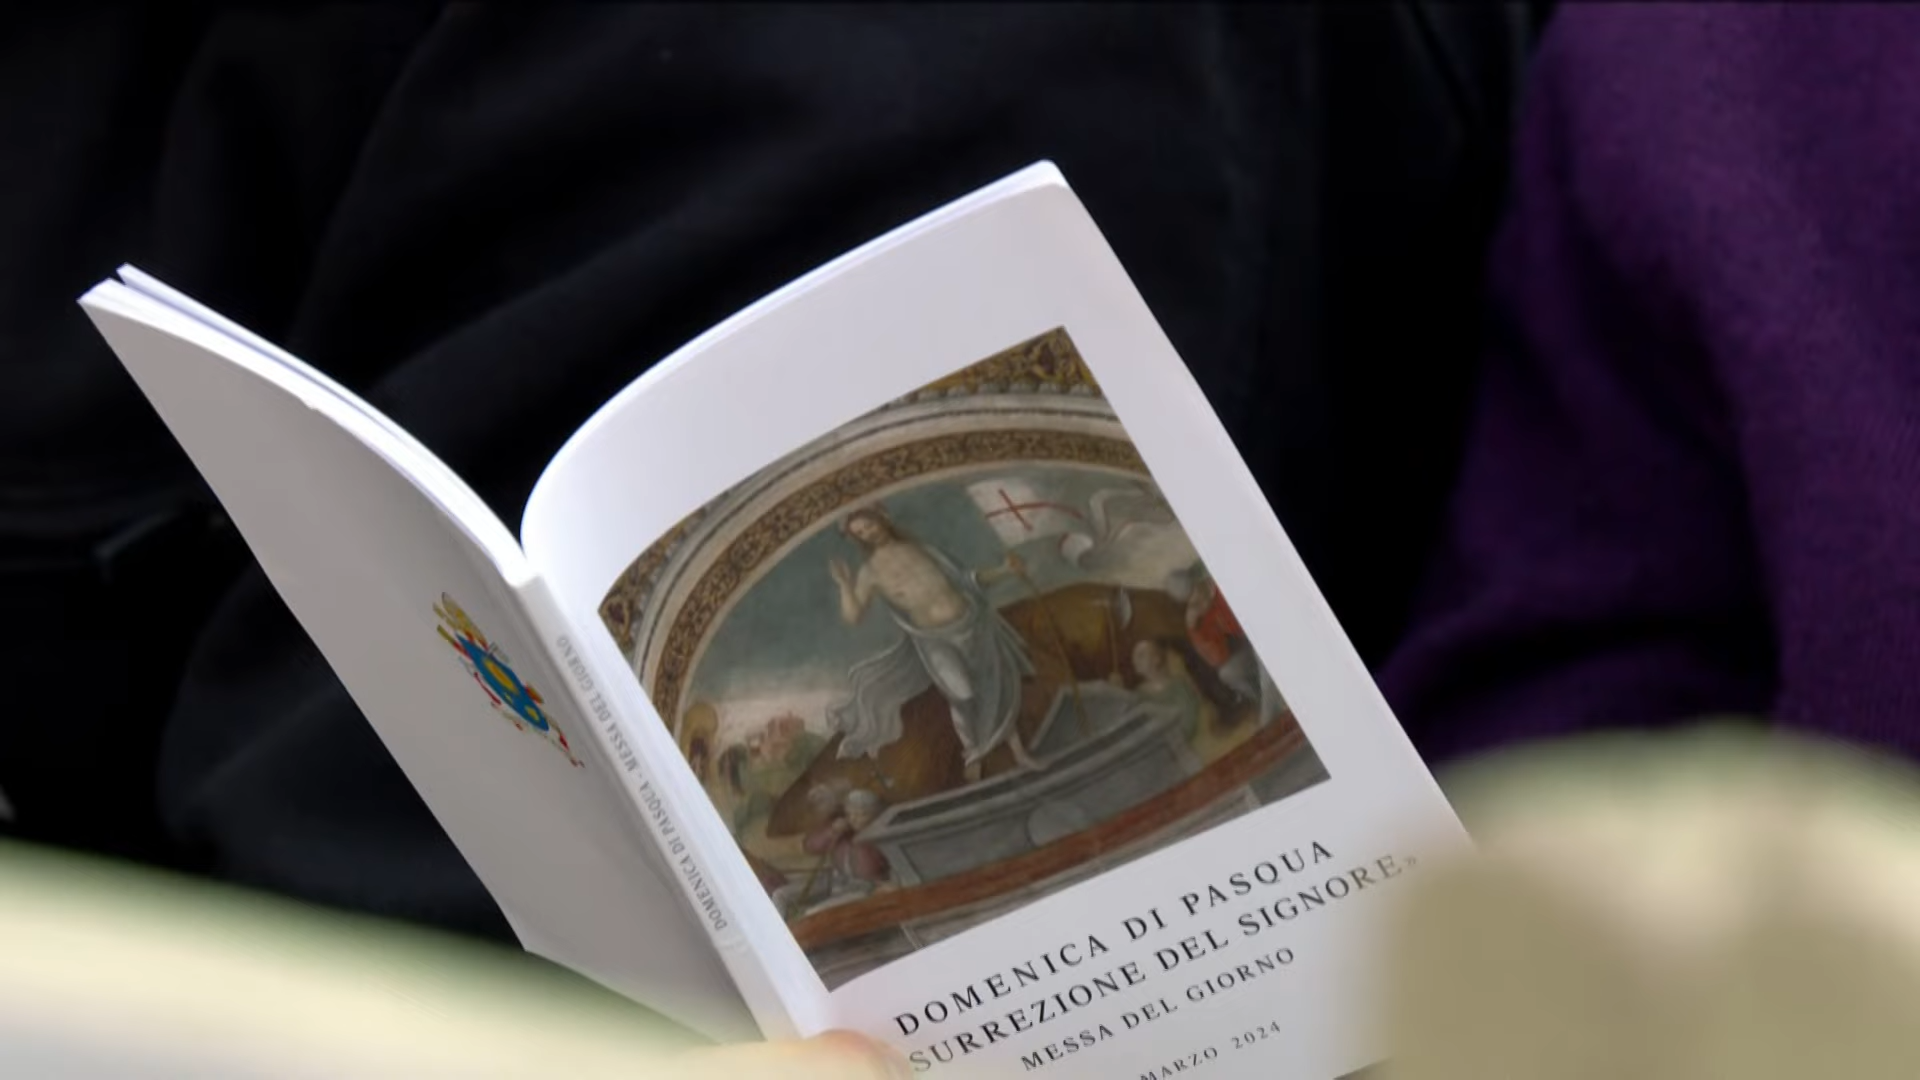 DOMENICA DI PASQUA - MESSA DEL GIORNO
DOMENICA DI PASQUA
SURREZIONE DEL SIGNORE»
MESSA DEL GIORNO
MARZO 2024